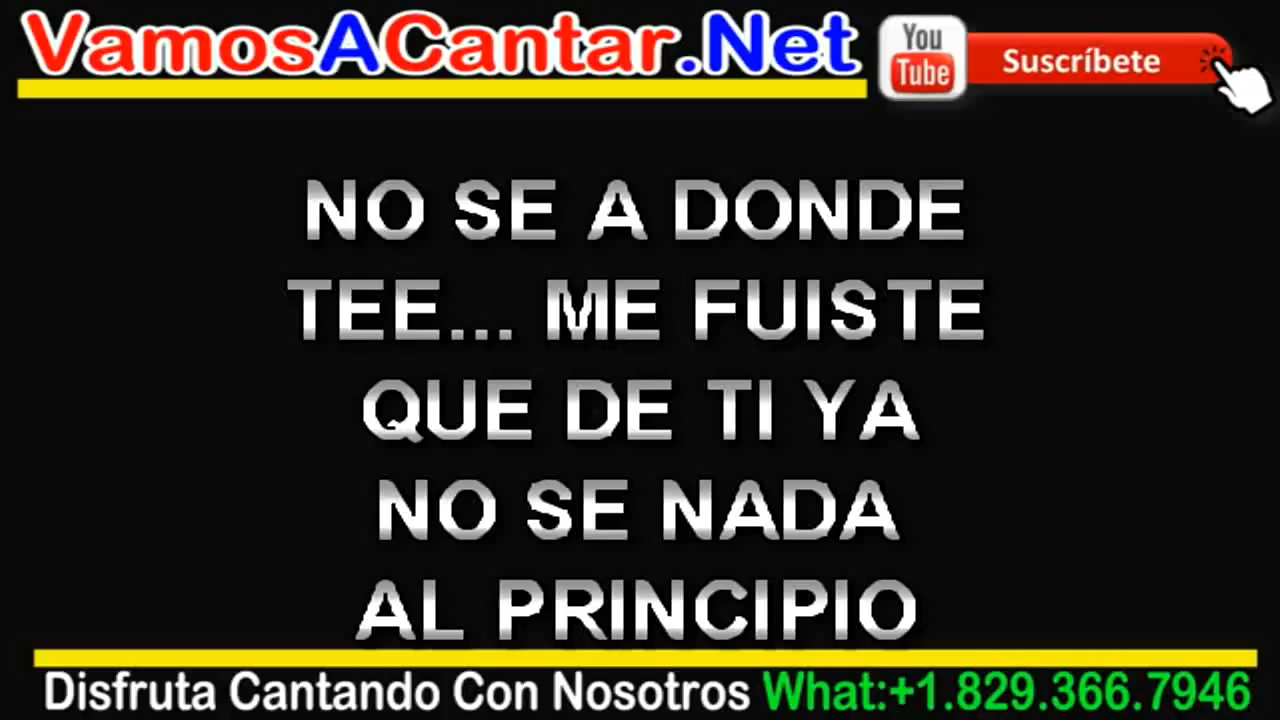 VamosACantar.Net
You
Tube
Suscríbete
NO SE A DONDE
TEE... ME FUISTE
QUE DE TI YA
NO SE NADA
AL PRINCIPIO
Disfruta Cantando Con Nosotros What:+1.829.366.7946